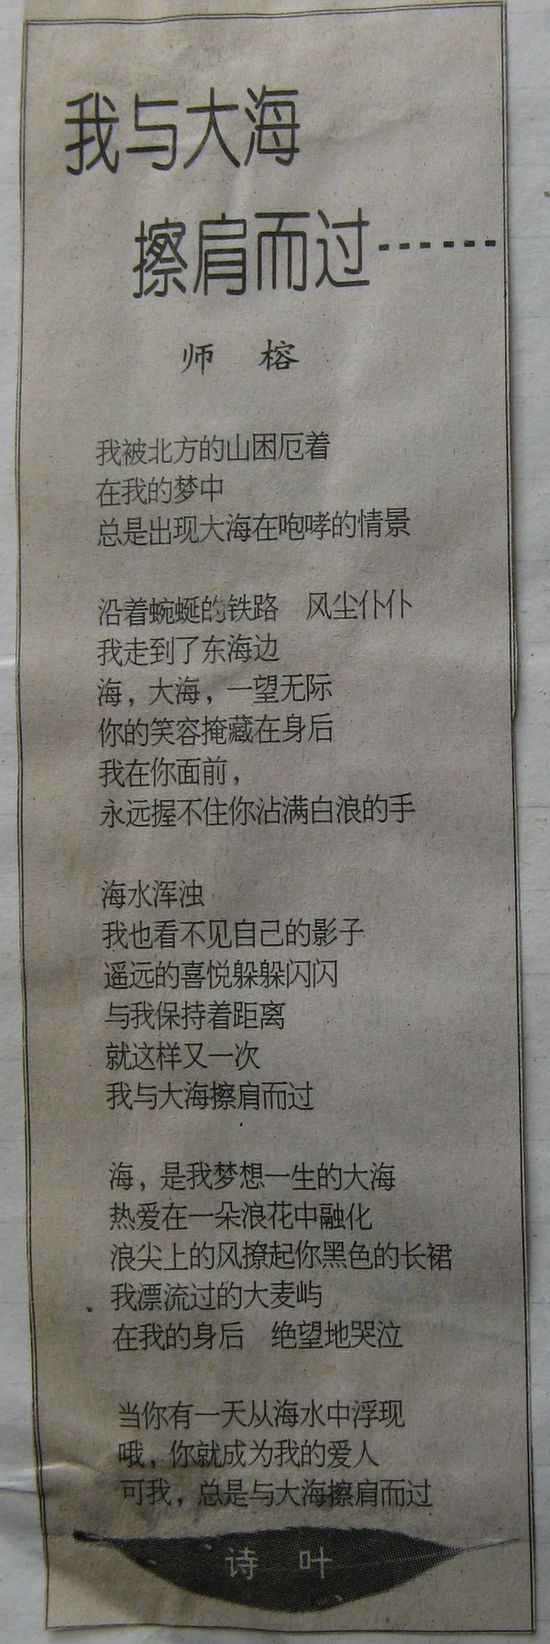 我与大海
擦肩而过……
师 榕
我被北方的山困厄着
在我的梦中
总是出现大海在咆哮的情景
沿着蜿蜒的铁路 风尘仆仆
我走到了东海边
海，大海，一望无际
你的笑容掩藏在身后
我在你面前，
永远握不住你沾满白浪的手
海水浑浊
我也看不见自己的影子
遥远的喜悦躲躲闪闪
与我保持着距离
就这样又一次
我与大海擦肩而过
海，是我梦想一生的大海
热爱在一朵浪花中融化
浪尖上的风撩起你黑色的长裙
我漂流过的大麦屿
在我的身后 绝望地哭泣
当你有一天从海水中浮现
哦，你就成为我的爱人
可我，总是与大海擦肩而过
诗 叶